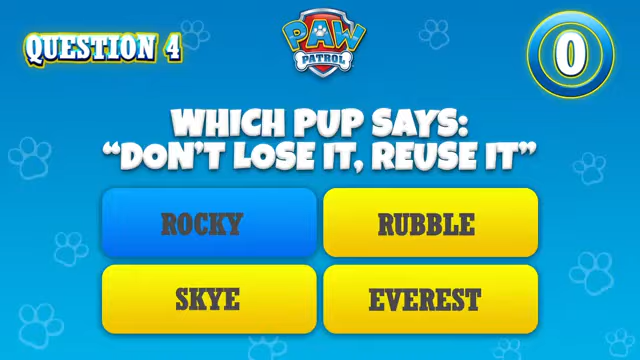 QUESTION 4
PAW
PATROL
0
WHICH PUP SAYS:
“DON’T LOSE IT, REUSE IT”
ROCKY
RUBBLE
SKYE
EVEREST